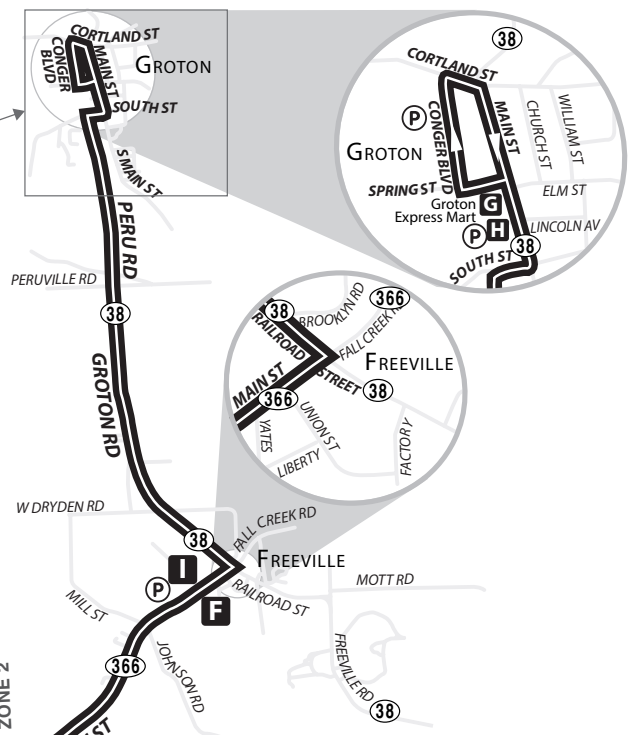 CORTLAND ST
CONGER
BLVD
MAIN ST
GROTON
SOUTH ST
S MAIN ST
PERU RD
PERUVILLE RD
38
GROTON RD
W DRYDEN RD
38
FALL CREEK RD
FREEVILLE
I
P
F
RAILROAD ST
MOTT RD
MILL ST
JOHNSON RD
FREEVILLE RD
38
366
ZONE 2
ST
38
CORTLAND ST
P
CONGER BLVD
MAIN ST
CHURCH ST
WILLIAM ST
GROTON
SPRING ST
ELM ST
Groton
Express Mart
G
P
H
LINCOLN AV
38
SOUTH ST
38
BROOKLYN RD
366
RAILROAD
STREET
FALL CREEK R
FREEVILLE
MAIN ST
38
366
YATES
UNION ST
LIBERTY
FACTORY